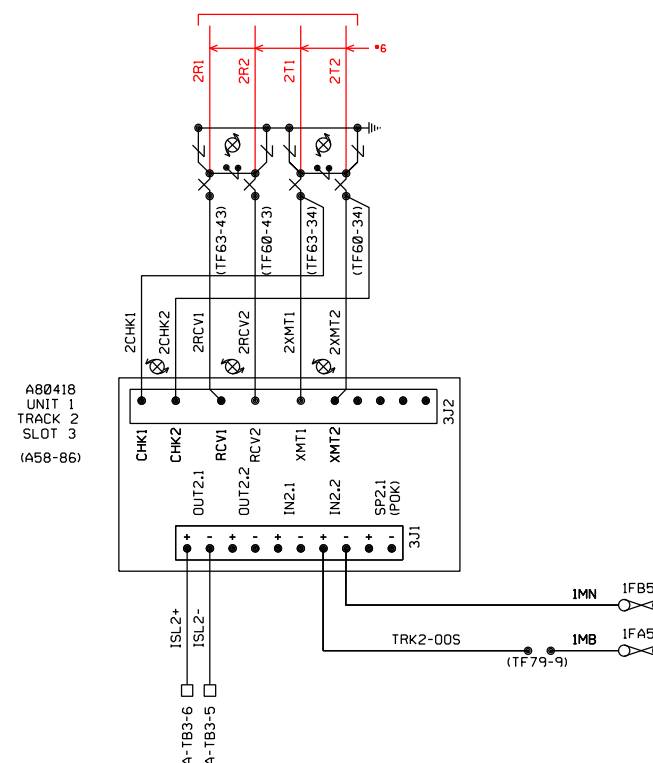 2R1
2R2
2T1
2T2
*6
(TF63-43)
(TF60-43)
(TF63-34)
(TF60-34)
2CHK1
2CHK2
2RCV1
2RCV2
2XMT1
2XMT2
A80418
UNIT 1
TRACK 2
SLOT 3
(A58-86)
3J2
CHK1
CHK2
RCV1
RCV2
XMT1
XMT2
OUT2.1
OUT2.2
IN2.1
IN2.2
SP2.1
(POK)
+ - + - + - + - + -
3J1
ISL2+
ISL2-
1MN
1FB5
TRK2-OOS
1MB
1FA5
(TF79-9)
A-TB3-6
A-TB3-5